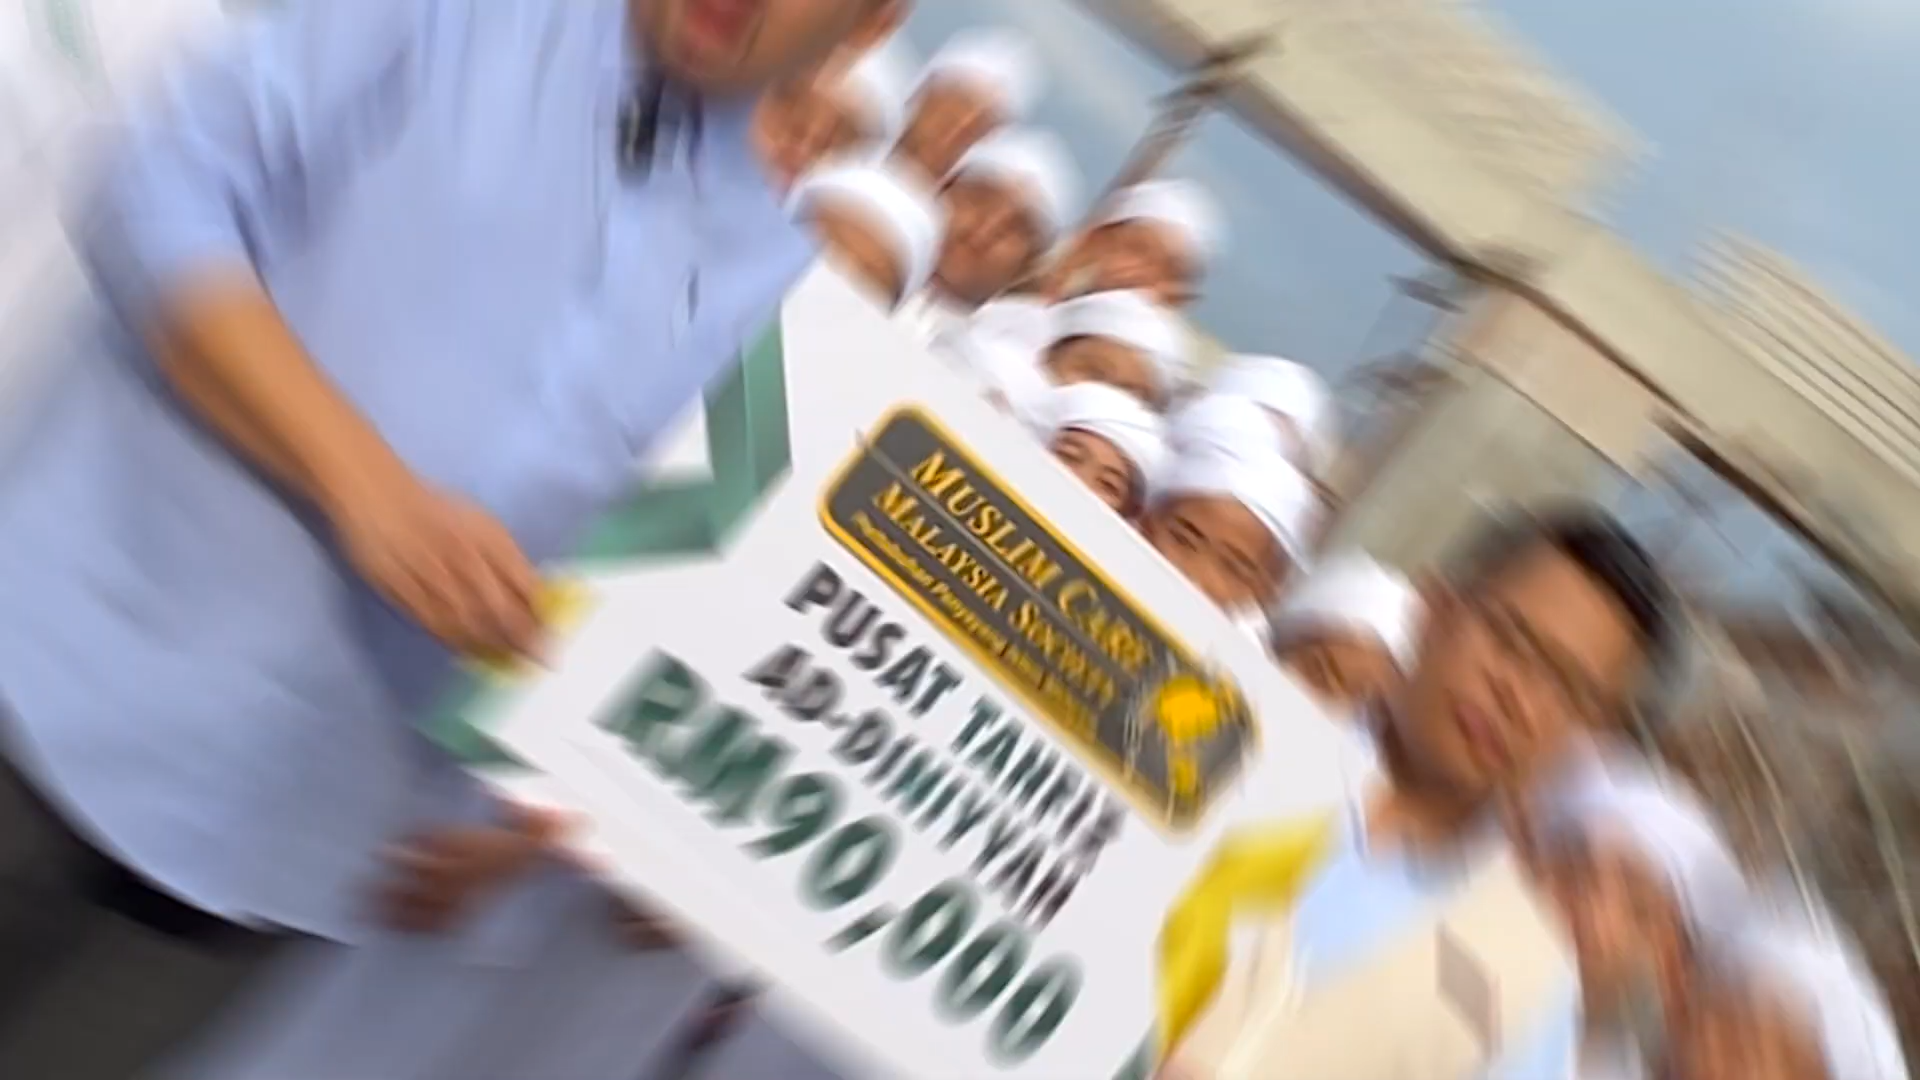 MUSLIM CARE
MALAYSIA SOCIETY
PUSAT TAHFIZ
AD-DINIYYAH
RM90,000